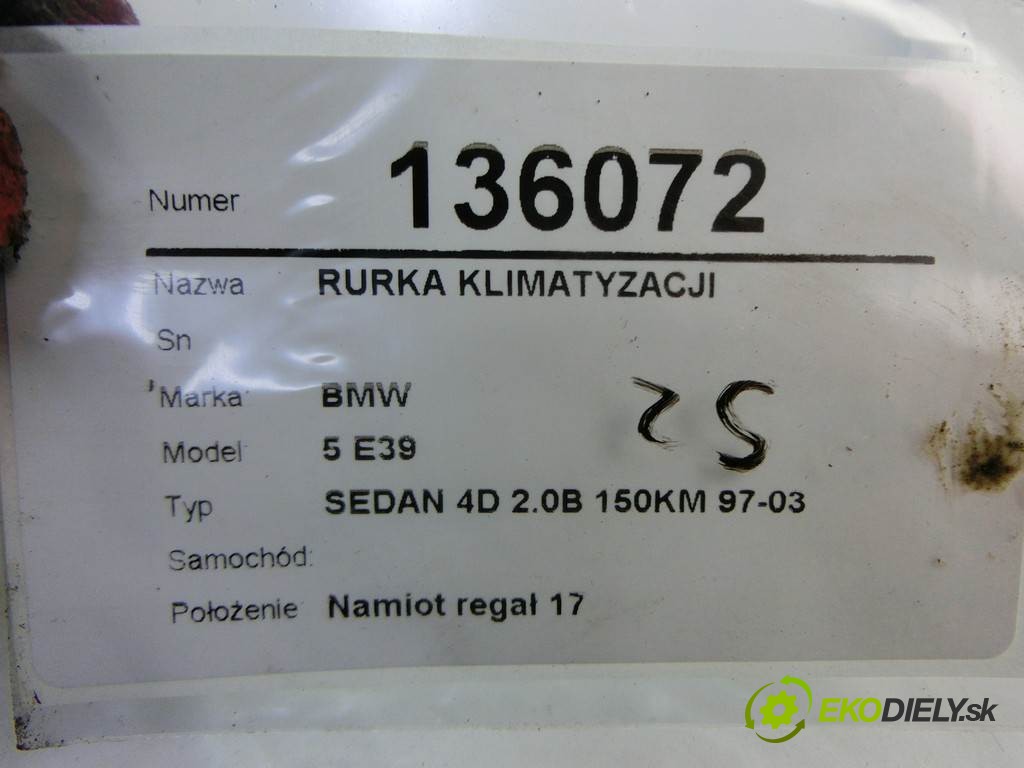 Numer 136072
Nazwa RURKA KLIMATYZACJI
Sn
Marka BMW
25
Model 5 E39
Typ SEDAN 4D 2.0B 150KM 97-03
Samochód:
Położenie Namiot regał 17
EKODIELY.sk